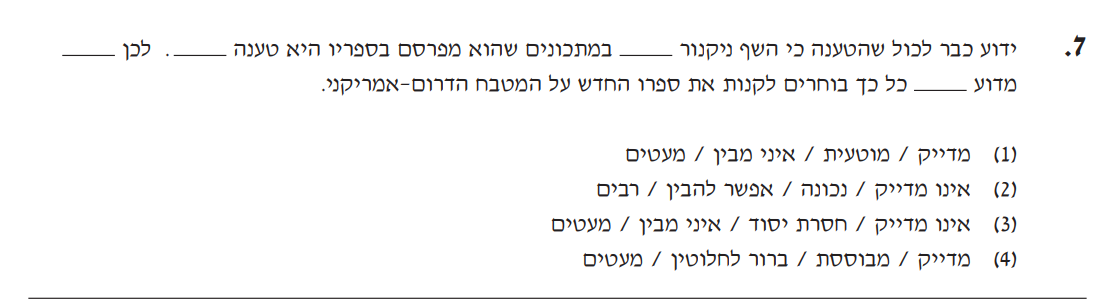 7. ידוע כבר לכול שהטענה כי השף ניקנור _____ במתכונים שהוא מפרסם בספריו היא טענה _____. לכן _____
מדוע _____ כל כך בוחרים לקנות את ספרו החדש על המטבח הדרום-אמריקני.
(1) מדייק / מוטעית / איני מבין / מעטים
(2) אינו מדייק / נכונה / אפשר להבין / רבים
(3) אינו מדייק / חסרת יסוד / איני מבין / מעטים
(4) מדייק / מבוססת / ברור לחלוטין / מעטים